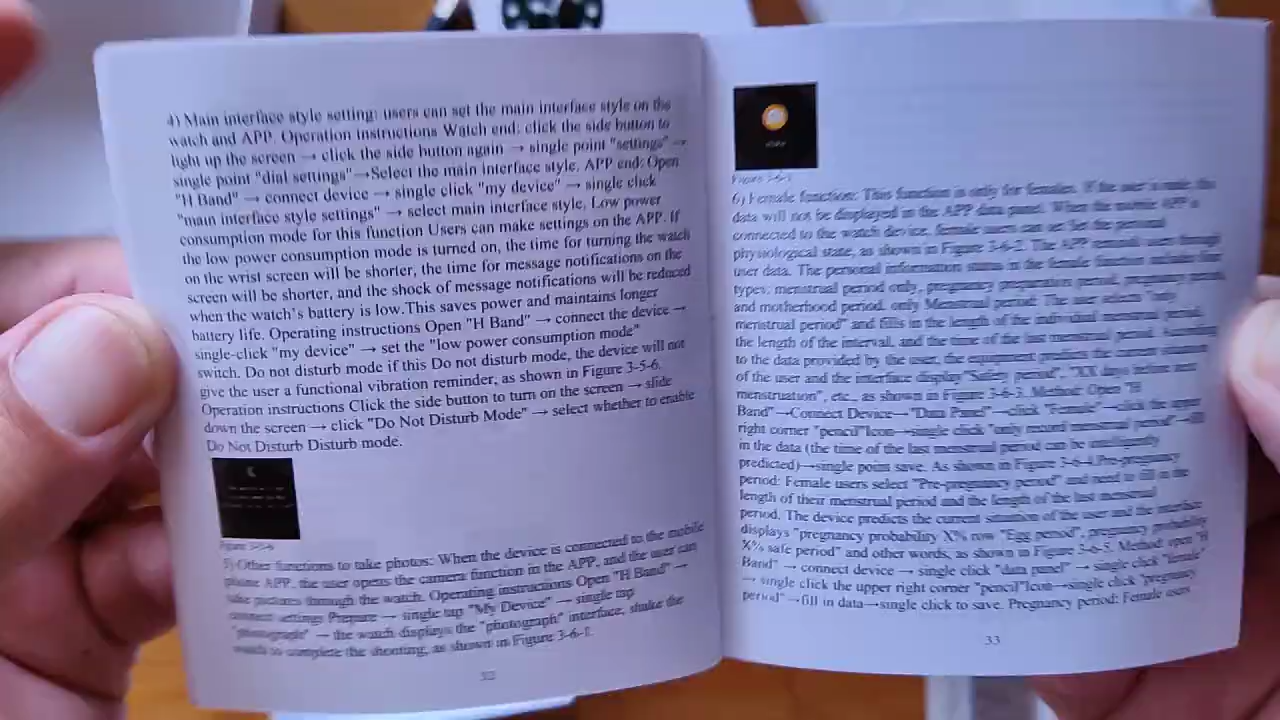 4) Main interface style setting: users can set the main interface style on the
watch and APP. Operation instructions Watch end: click the side button to
light up the screen → click the side button again → single point "settings" →
single point "dial settings"→Select the main interface style, APP end: Open
"H Band" → connect device → single click "my device" → single click
"main interface style settings" → select main interface style, Low power
consumption mode for this function Users can make settings on the APP. If
the low power consumption mode is turned on, the time for turning the watch
on the wrist screen will be shorter, the time for message notifications on the
screen will be shorter, and the shock of message notifications will be reduced
when the watch's battery is low.This saves power and maintains longer
battery life. Operating instructions Open "H Band" → connect the device →
single-click "my device" → set the "low power consumption mode"
switch. Do not disturb mode if this Do not disturb mode, the device will not
give the user a functional vibration reminder, as shown in Figure 3-5-6.
Operation instructions Click the side button to turn on the screen → slide
down the screen → click "Do Not Disturb Mode" → select whether to enable
Do Not Disturb Disturb mode.
Figure 3-5-6
5) Other functions to take photos: When the device is connected to the mobile
phone APP, the user opens the camera function in the APP, and the user can
take pictures through the watch. Operating instructions Open "H Band" →
connect settings Prepare → single tap "My Device" → single tap
"photograph" → the watch displays the "photograph" interface, shake the
watch to complete the shooting, as shown in Figure 3-6-1.
32
Figure 3-6-1
6) Female function: This function is only for females. If the user is male, the
data will not be displayed in the APP data panel. When the mobile APP is
connected to the watch device, female users can set the personal
physiological state, as shown in Figure 3-6-2. The APP through
user data. The personal information status in the female function includes four
types: menstrual period only, pregnancy preparation period, pregnancy period,
and motherhood period. only Menstrual period: The user selects "only
menstrual period" and fills in the length of the individual menstrual period,
the length of the interval, and the time of the last menstrual period. According
to the data provided by the user, the equipment predicts the current situation
of the user and the interface display"Safety period", "XX days before next
menstruation", etc., as shown in Figure 3-6-3. Method: Open "H
Band"→Connect Device→"Data Panel"→click "Female"→click the upper
right corner "pencil"Icon→single click "only record menstrual period"→fill
in the data (the time of the last menstrual period can be intelligently
predicted)→single point save. As shown in Figure 3-6-4.Pre-pregnancy
period: Female users select "Pre-pregnancy period" and need to fill in the
length of their menstrual period and the length of the last menstrual
period. The device predicts the current situation of the user and the interface
displays "pregnancy probability X% row "Egg period", pregnancy probability
X% safe period" and other words, as shown in Figure 3-6-5. Method: open "H
Band" → connect device → single click "data panel" → single click "female"
→ single click the upper right corner "pencil"Icon→single click "pregnancy
period"→fill in data→single click to save. Pregnancy period: Female users
33